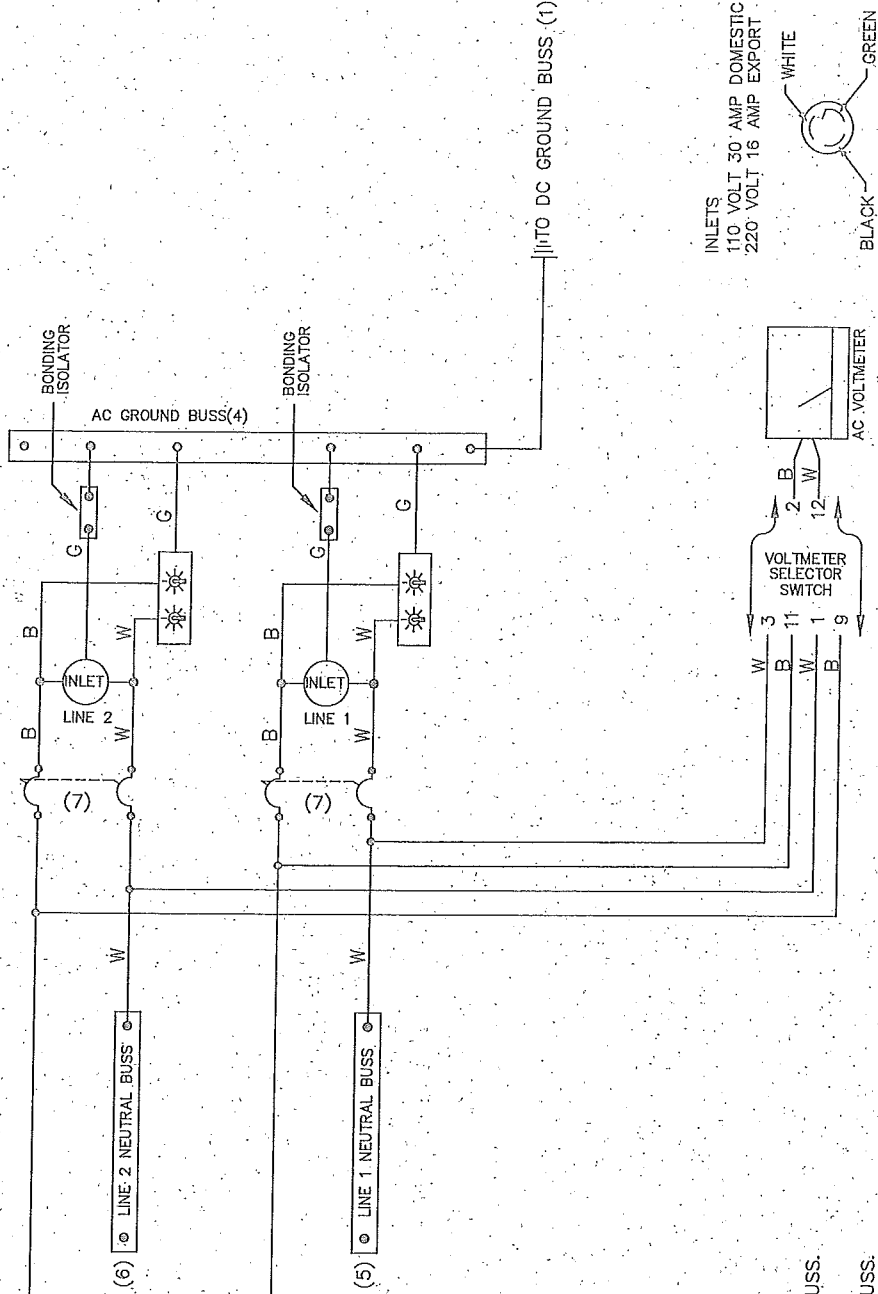 BONDING
ISOLATOR
AC GROUND BUSS(4)
G
G
B
W
INLET
LINE 2
B
W
(7)
W
LINE 2 NEUTRAL BUSS
(6)
BONDING
ISOLATOR
G
G
B
W
INLET
LINE 1
B
W
(7)
W
LINE 1 NEUTRAL BUSS
(5)
TO DC GROUND BUSS (1)
INLETS
110 VOLT 30 AMP DOMESTIC
220 VOLT 16 AMP EXPORT
WHITE
GREEN
BLACK
AC VOLTMETER
B
W
2
12
VOLTMETER
SELECTOR
SWITCH
W 3
B 11
W 1
B 9
USS.
USS.